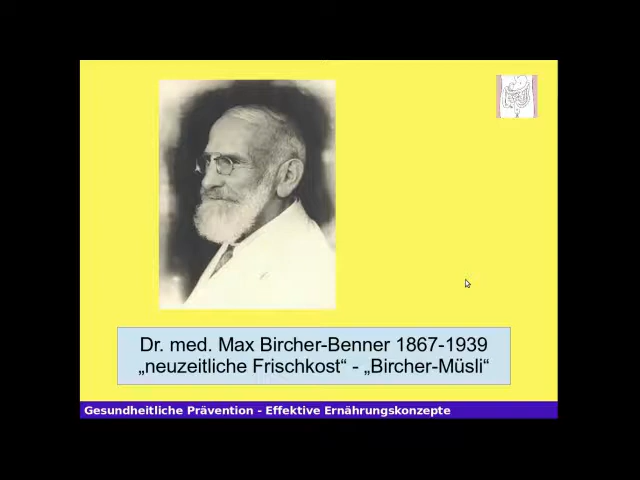 Dr. med. Max Bircher-Benner 1867-1939
„neuzeitliche Frischkost“ - „Bircher-Müsli“
Gesundheitliche Prävention - Effektive Ernährungskonzepte